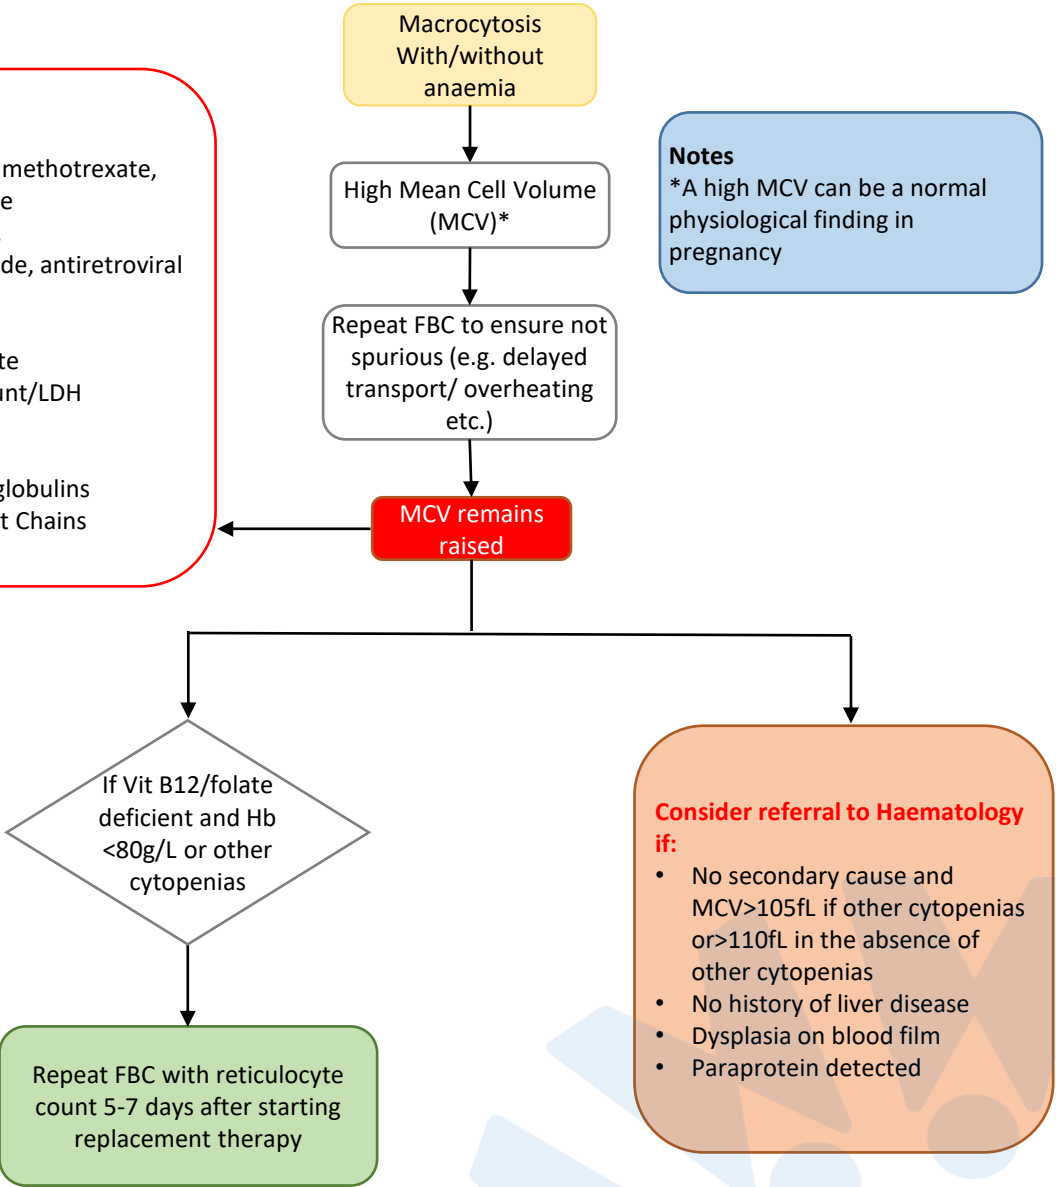 Macrocytosis
With/without
anaemia
High Mean Cell Volume
(MCV)*
Notes
*A high MCV can be a normal
physiological finding in
pregnancy
Repeat FBC to ensure not
spurious (e.g. delayed
transport/ overheating
etc.)
methotrexate,
antiretroviral
LDH
Chains
MCV remains
raised
If Vit B12/folate
deficient and Hb
<80g/L or other
cytopenias
Repeat FBC with reticulocyte
count 5-7 days after starting
replacement therapy
Consider referral to Haematology
if:
• No secondary cause and
MCV>105fL if other cytopenias
or>110fL in the absence of
other cytopenias
• No history of liver disease
• Dysplasia on blood film
• Paraprotein detected